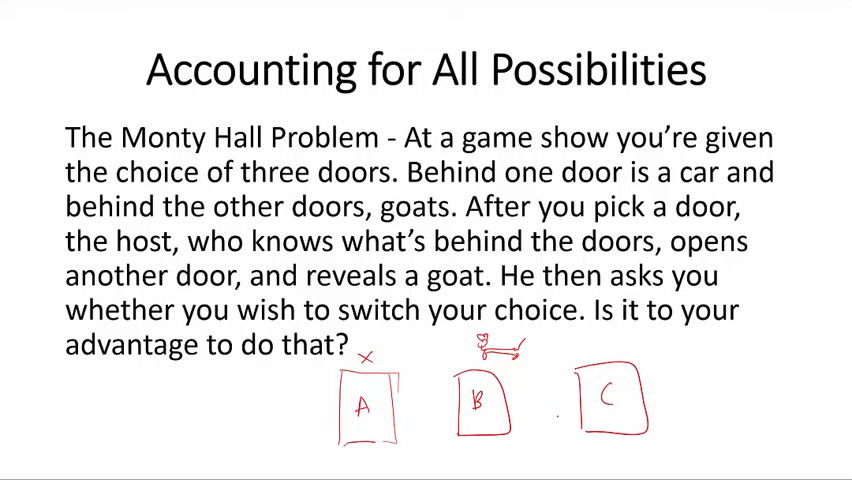 Accounting for All Possibilities
The Monty Hall Problem - At a game show you’re given
the choice of three doors. Behind one door is a car and
behind the other doors, goats. After you pick a door,
the host, who knows what’s behind the doors, opens
another door, and reveals a goat. He then asks you
whether you wish to switch your choice. Is it to your
advantage to do that?
X
A B C